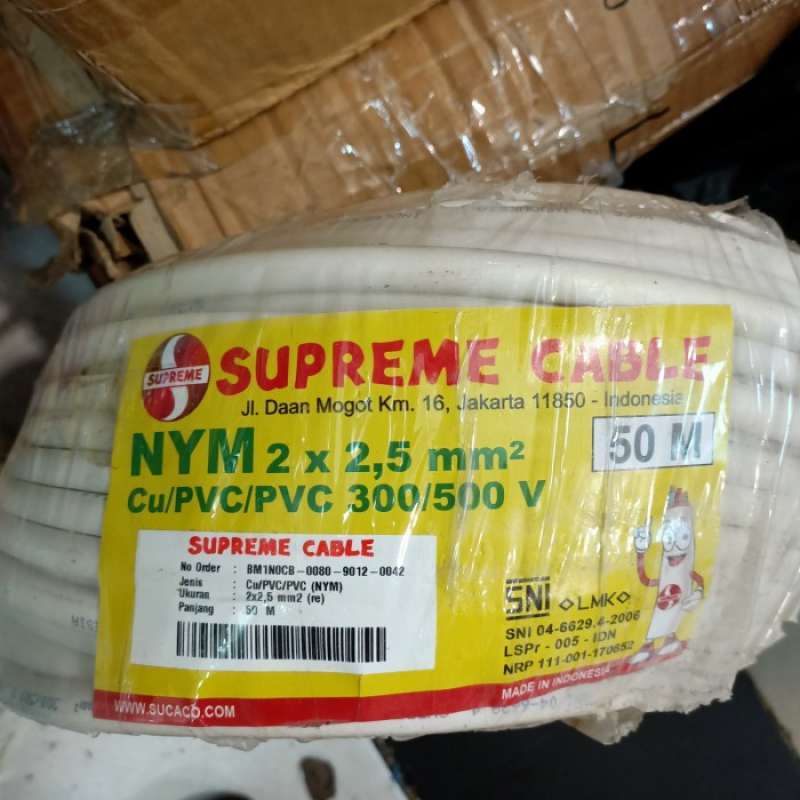 SUPREME
SUPREME CABLE
Jl. Daan Mogot Km. 16, Jakarta 11850 - Indonesia
NYM 2 x 2,5 mm²
50 M
Cu/PVC/PVC 300/500 V
SUPREME CABLE
No Order : BM1N0CB-0080-9012-0042
Jenis : Cu/PVC/PVC (NYM)
Ukuran : 2x2,5 mm2 (re)
Panjang : 50 M
SNI LMK
SNI 04-6629.4-2006
LSPr - 005 - IDN
NRP 111-001-170652
MADE IN INDONESIA
WWW.SUCACO.COM